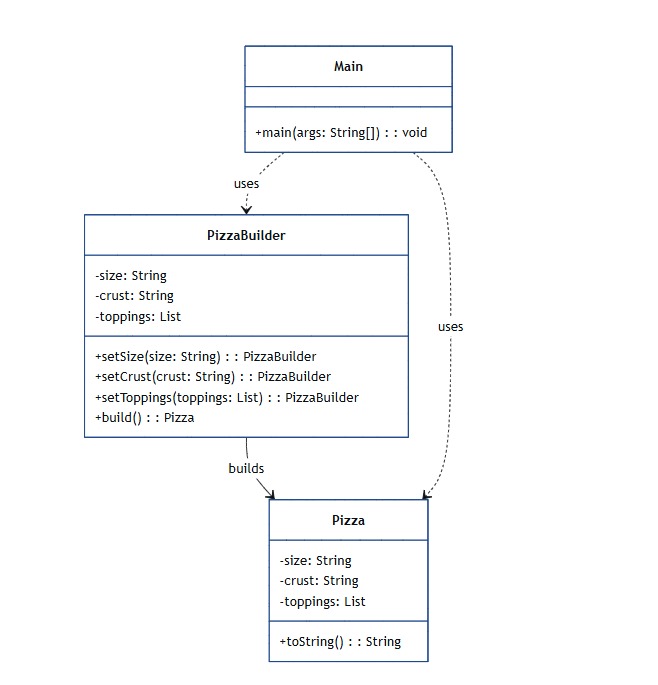 Main
+main(args: String[]) : : void
uses
PizzaBuilder
-size: String
-crust: String
-toppings: List
+setSize(size: String) : : PizzaBuilder
+setCrust(crust: String) : : PizzaBuilder
+setToppings(toppings: List) : : PizzaBuilder
+build() : : Pizza
uses
builds
Pizza
-size: String
-crust: String
-toppings: List
+toString() : : String